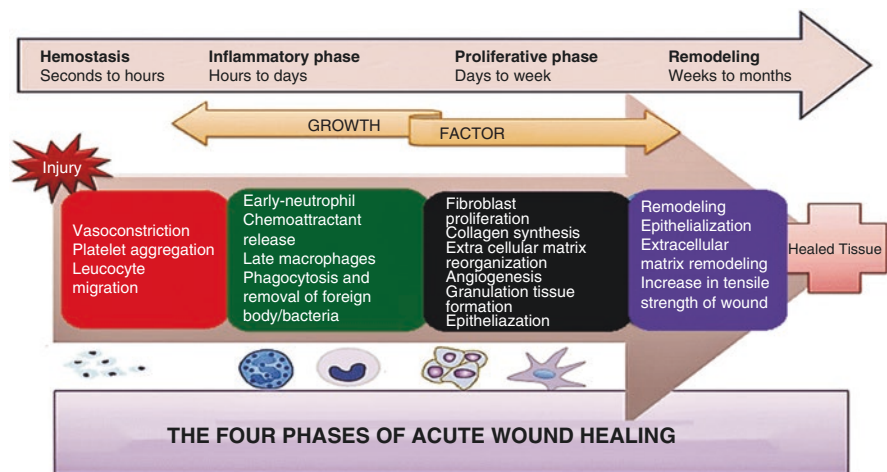 Hemostasis
Seconds to hours
Inflammatory phase
Hours to days
Proliferative phase
Days to week
Remodeling
Weeks to months
GROWTH
FACTOR
Injury
Vasoconstriction
Platelet aggregation
Leucocyte
migration
Early-neutrophil
Chemoattractant
release
Late macrophages
Phagocytosis and
removal of foreign
body/bacteria
Fibroblast
proliferation
Collagen synthesis
Extra cellular matrix
reorganization
Angiogenesis
Granulation tissue
formation
Epitheliazation
Remodeling
Epithelialization
Extracellular
matrix remodeling
Increase in tensile
strength of wound
Healed Tissue
THE FOUR PHASES OF ACUTE WOUND HEALING